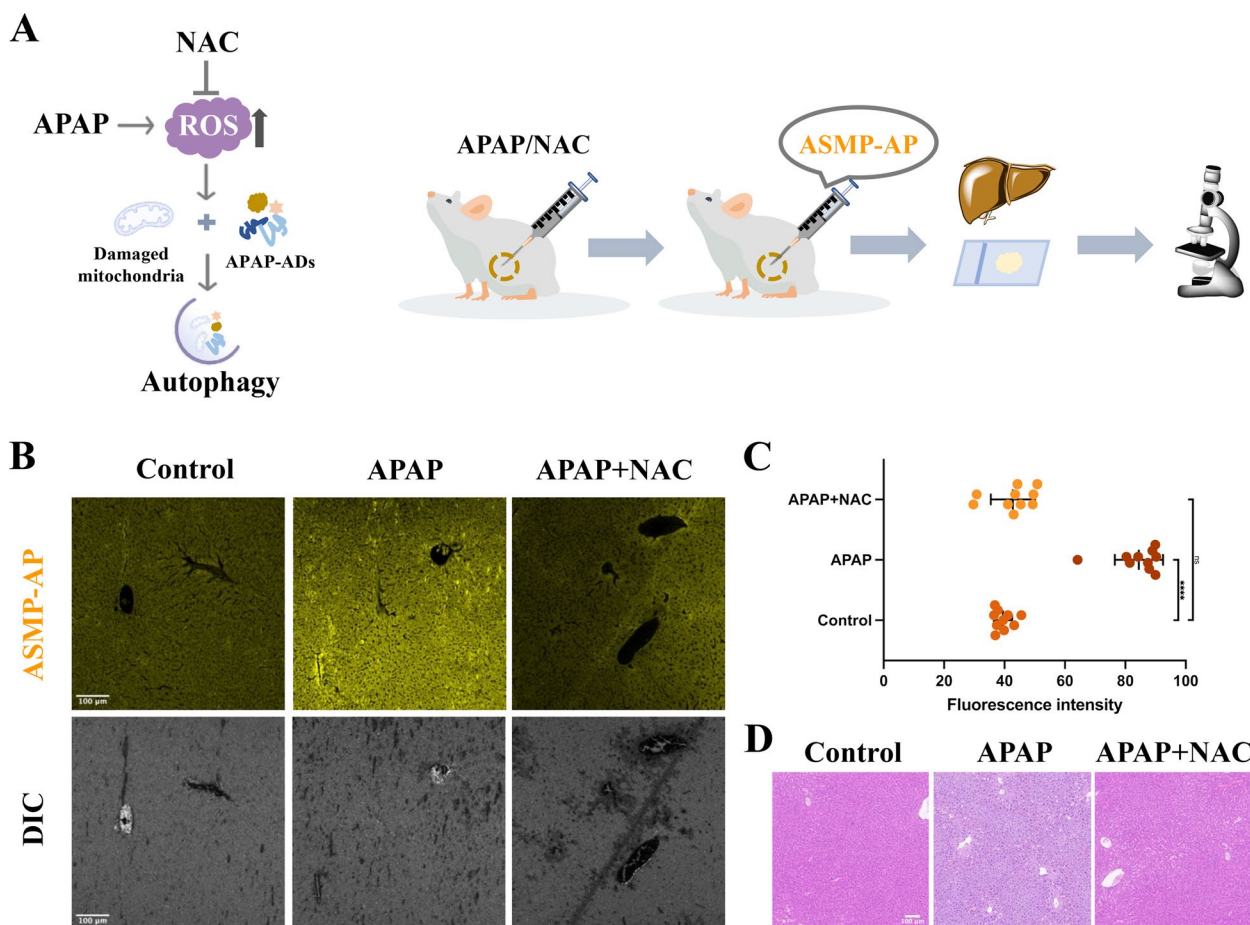 A
NAC
APAP
ROS
Damaged
mitochondria
APAP-ADs
Autophagy
APAP/NAC
ASMP-AP
B
Control
APAP
APAP+NAC
ASMP-AP
100 μm
DIC
100 μm
C
APAP+NAC
APAP
Control
ns
****
0
20
40
60
80
100
Fluorescence intensity
D
Control
APAP
APAP+NAC
100 μm